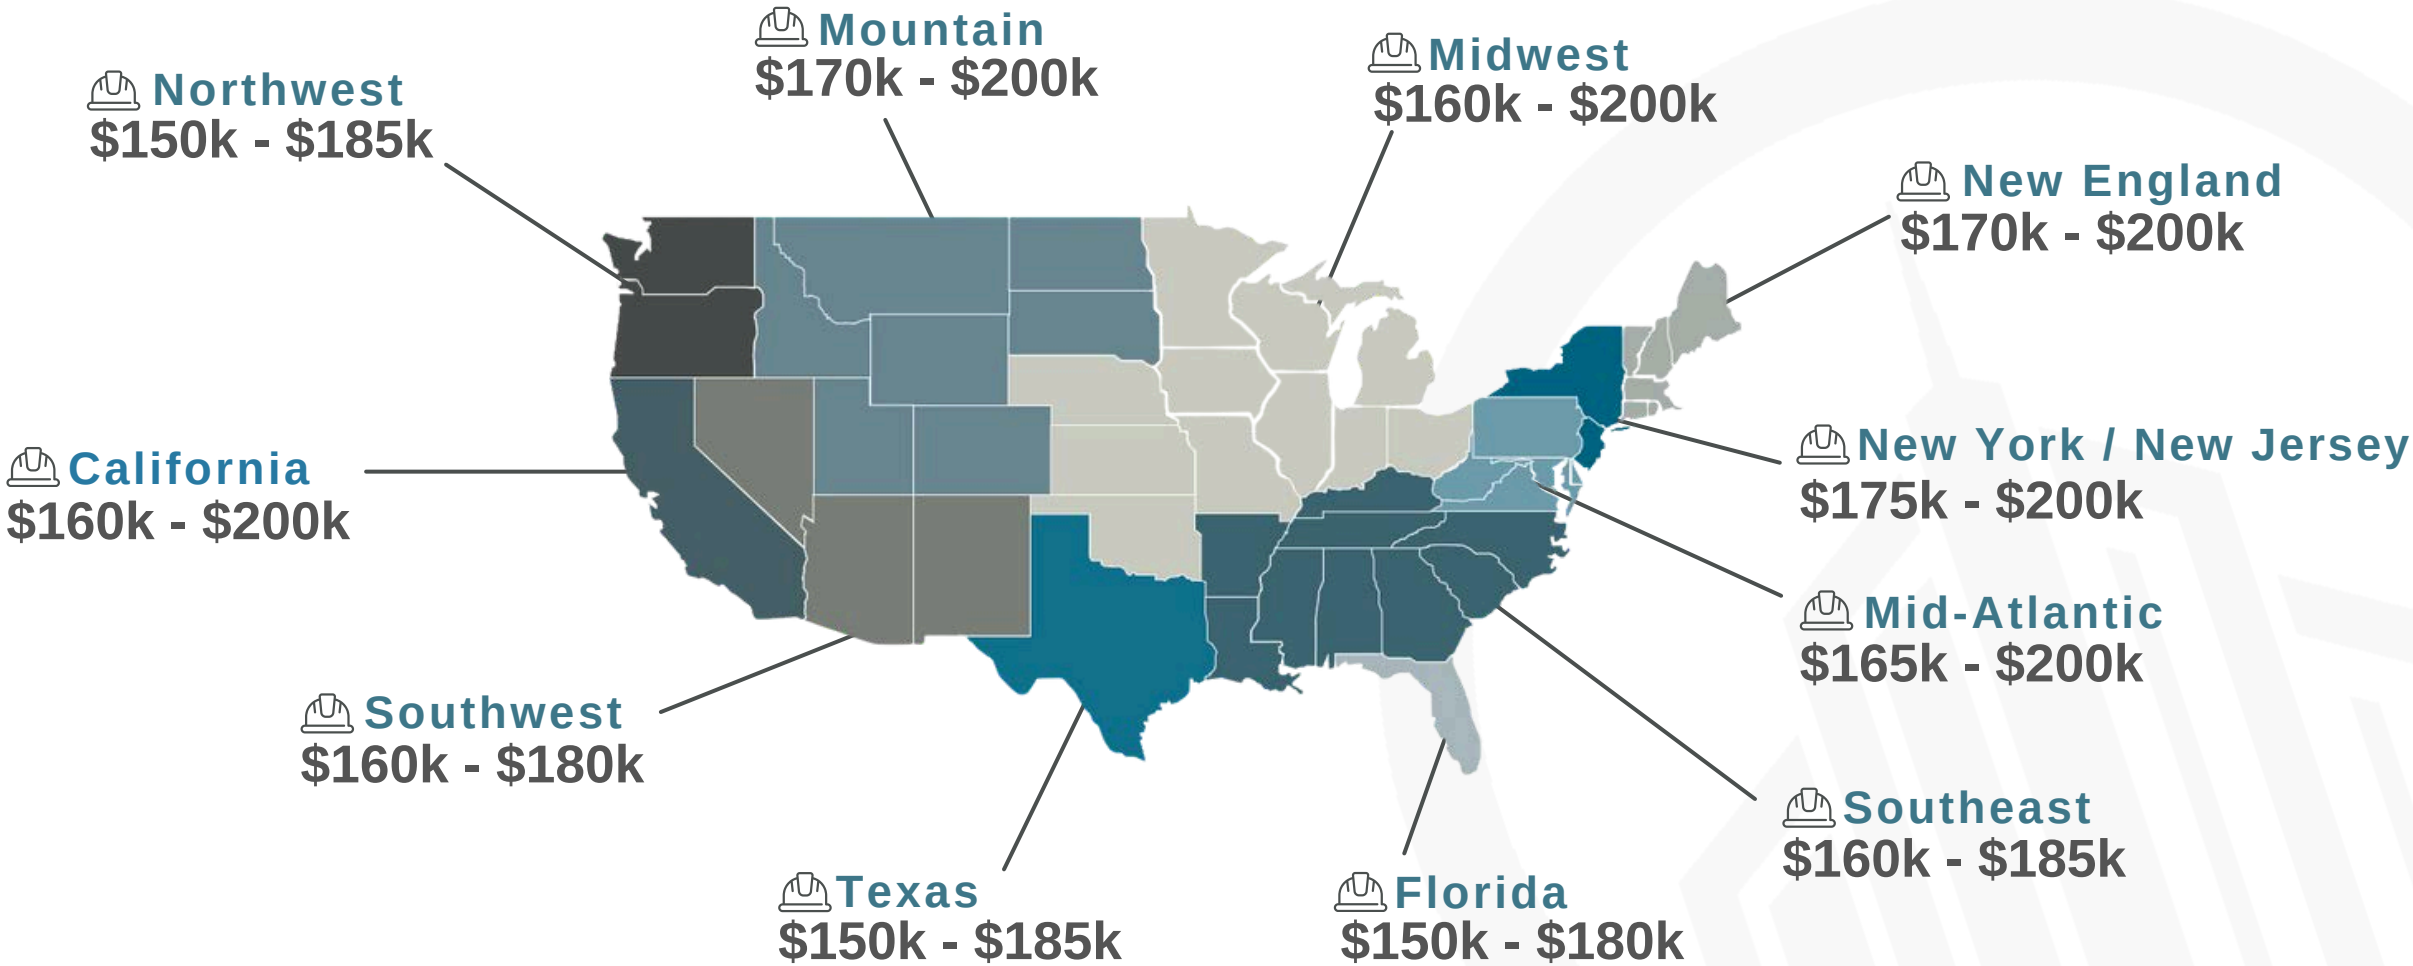 Mountain
$170k - $200k
Midwest
$160k - $200k
Northwest
$150k - $185k
New England
$170k - $200k
California
$160k - $200k
New York / New Jersey
$175k - $200k
Mid-Atlantic
$165k - $200k
Southwest
$160k - $180k
Southeast
$160k - $185k
Texas
$150k - $185k
Florida
$150k - $180k